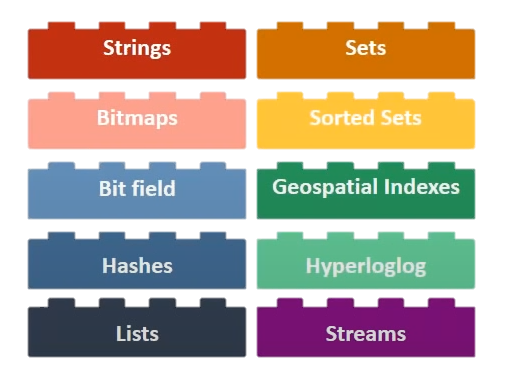 Strings
Sets
Bitmaps
Sorted Sets
Bit field
Geospatial Indexes
Hashes
Hyperloglog
Lists
Streams